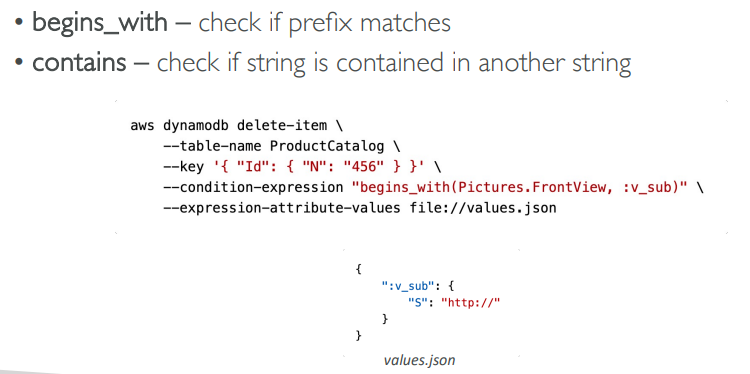 • begins_with – check if prefix matches
• contains – check if string is contained in another string
aws dynamodb delete-item \
    --table-name ProductCatalog \
    --key '{ "Id": { "N": "456" } }' \
    --condition-expression "begins_with(Pictures.FrontView, :v_sub)" \
    --expression-attribute-values file://values.json
{
    ":v_sub": {
        "S": "http://"
    }
}
values.json